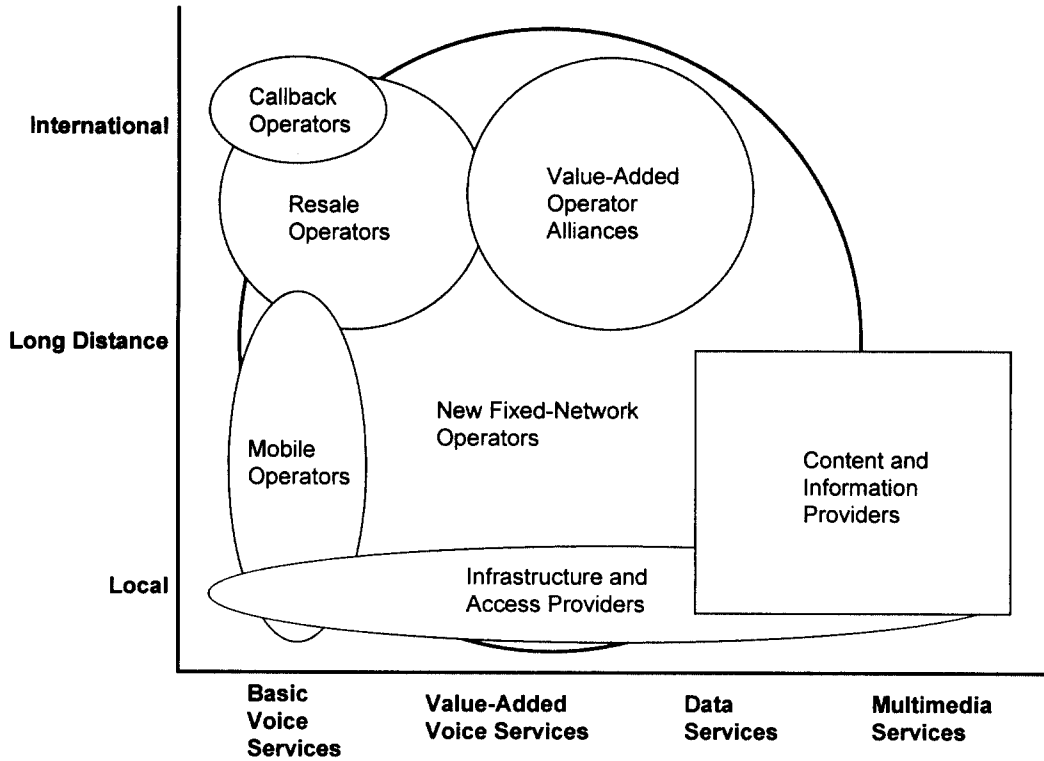 Callback
Operators
International
Value-Added
Operator
Alliances
Resale
Operators
Long Distance
New Fixed-Network
Operators
Mobile
Operators
Content and
Information
Providers
Local
Infrastructure and
Access Providers
Basic
Voice
Services
Value-Added
Voice Services
Data
Services
Multimedia
Services